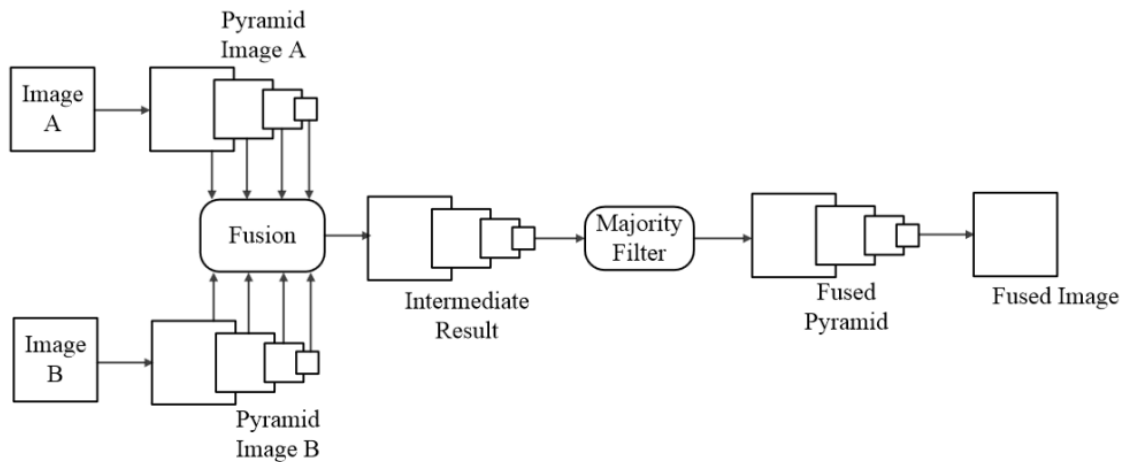 Pyramid
Image A
Image
A
Fusion
Majority
Filter
Intermediate
Result
Fused
Pyramid
Fused Image
Image
B
Pyramid
Image B